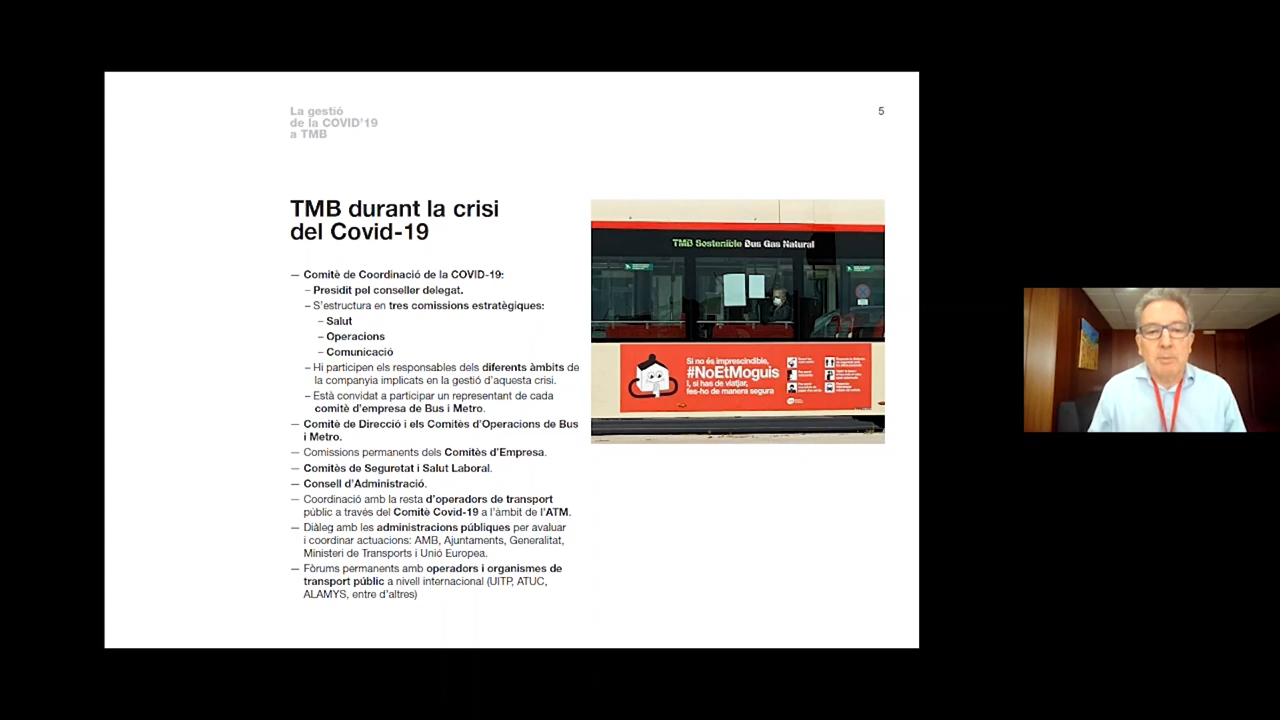 La gestió
de la COVID'19
a TMB
5
TMB durant la crisi
del Covid-19
— Comitè de Coordinació de la COVID-19:
– Presidit pel conseller delegat.
– S'estructura en tres comissions estratègiques:
– Salut
– Operacions
– Comunicació
– Hi participen els responsables dels diferents àmbits de
la companyia implicats en la gestió d'aquesta crisi.
– Està convidat a participar un representant de cada
comitè d'empresa de Bus i Metro.
— Comitè de Direcció i els Comitès d'Operacions de Bus
i Metro.
— Comissions permanents dels Comitès d'Empresa.
— Comitès de Seguretat i Salut Laboral.
— Consell d'Administració.
— Coordinació amb la resta d'operadors de transport
públic a través del Comitè Covid-19 a l'àmbit de l'ATM.
— Diàleg amb les administracions públiques per avaluar
i coordinar actuacions: AMB, Ajuntaments, Generalitat,
Ministeri de Transports i Unió Europea.
— Fòrums permanents amb operadors i organismes de
transport públic a nivell internacional (UITP, ATUC,
ALAMYS, entre d'altres)
TMB Sostenible Bus Gas Natural
Si no és imprescindible,
#NoEtMoguis
I, si has de viatjar,
fes-ho de manera segura